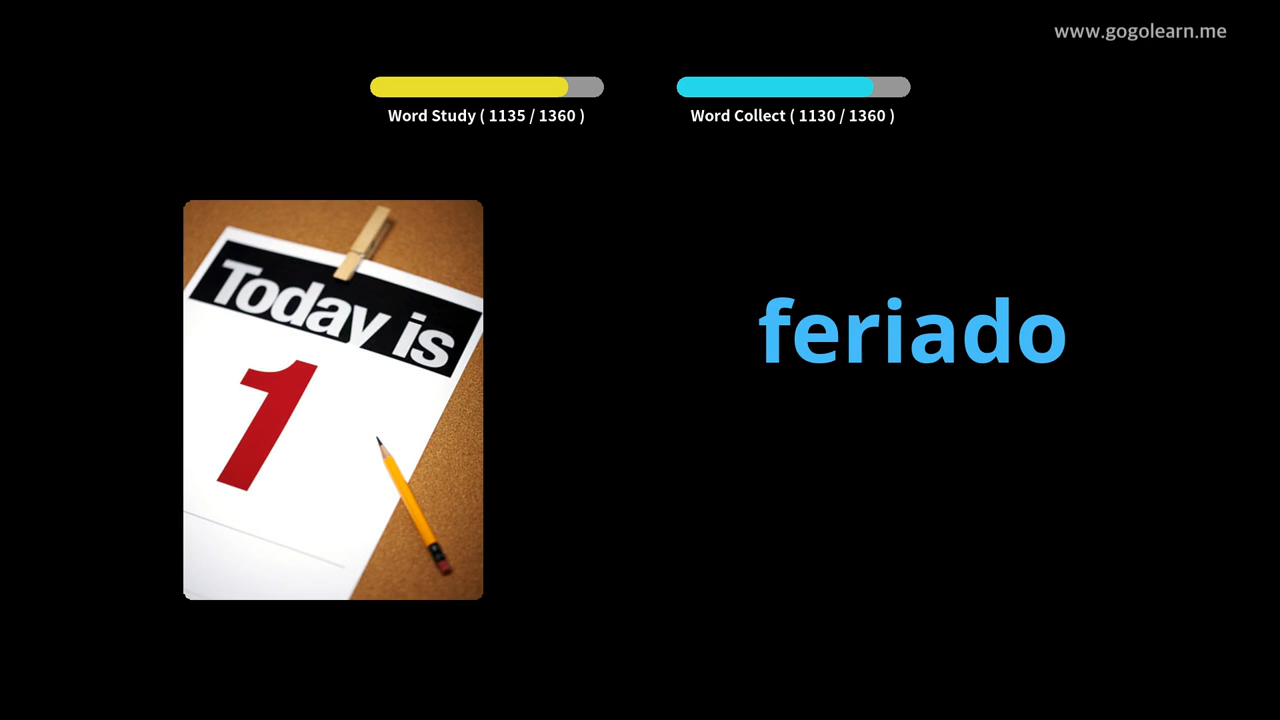 www.gogolearn.me
Word Study ( 1135 / 1360 )
Word Collect ( 1130 / 1360 )
Today is
1
feriado